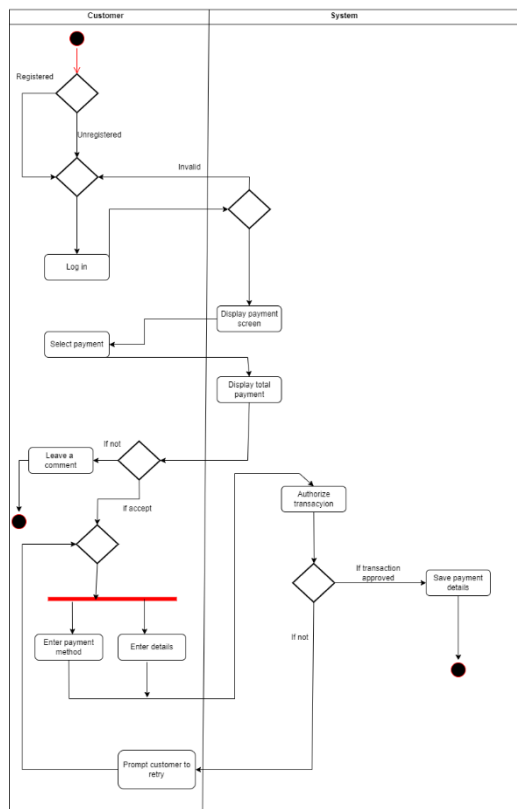 Customer
System
Registered
Unregistered
Invalid
Log in
Display payment
screen
Select payment
Display total
payment
If not
Leave a
comment
if accept
Authorize
transacyion
If transaction
approved
Save payment
details
If not
Enter payment
method
Enter details
Prompt customer to
retry